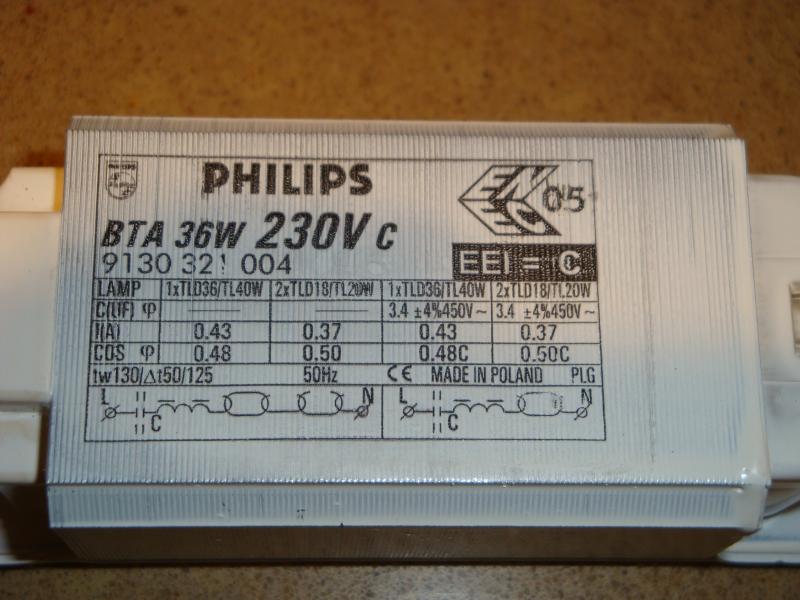 PHILIPS
ENEC 05
BTA 36W 230V C
9130 321 004
EEI = C
LAMP 1xTLD36/TL40W 2xTLD18/TL20W 1xTLD36/TL40W 2xTLD18/TL20W
C(UF) φ —— —— 3.4 ±4%450V~ 3.4 ±4%450V~
I(A) 0.43 0.37 0.43 0.37
COS φ 0.48 0.50 0.48C 0.50C
tw130/Δt50/125 50Hz CE MADE IN POLAND PLG
L N L N
C C